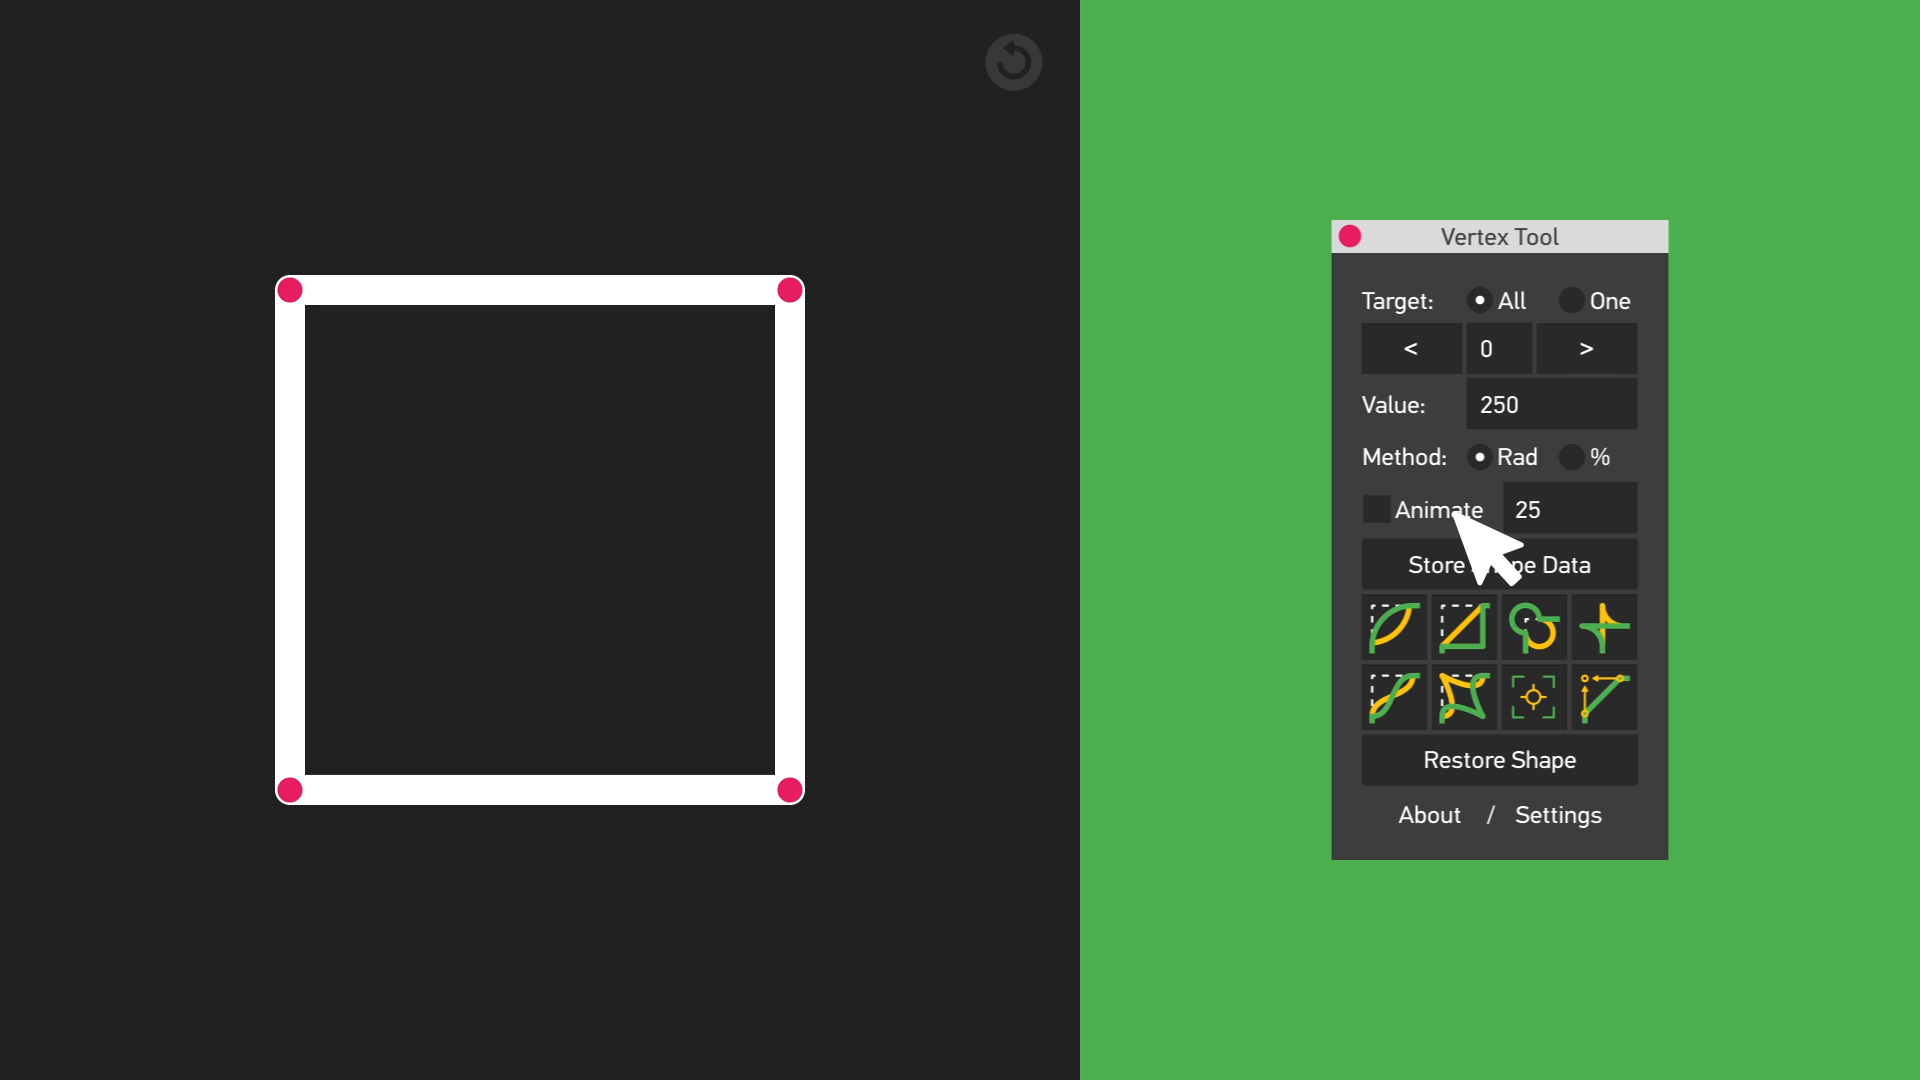 Vertex Tool
Target: All One
< 0 >
Value: 250
Method: Rad %
Animate 25
Store Data
Restore Shape
About / Settings